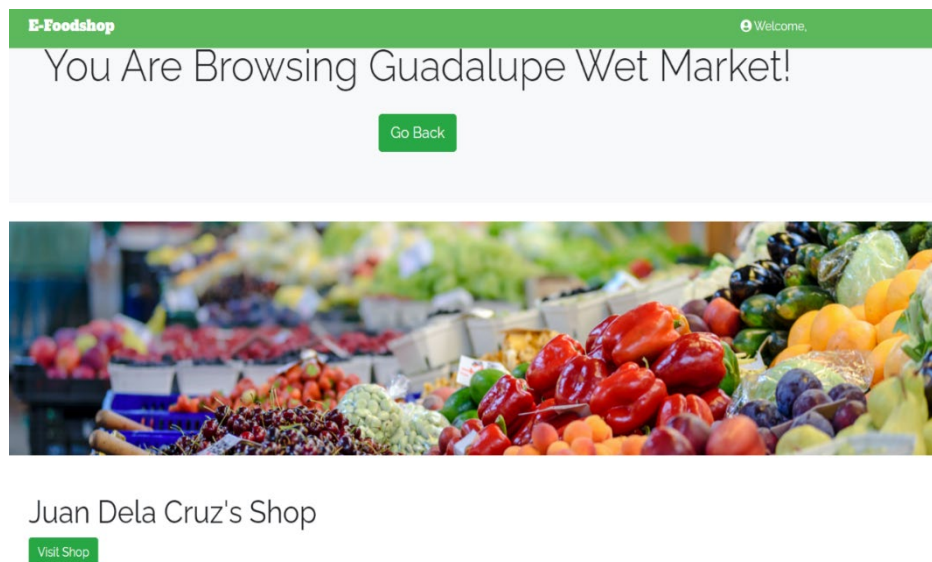 E-Foodshop
Welcome,
You Are Browsing Guadalupe Wet Market!
Go Back
Juan Dela Cruz's Shop
Visit Shop